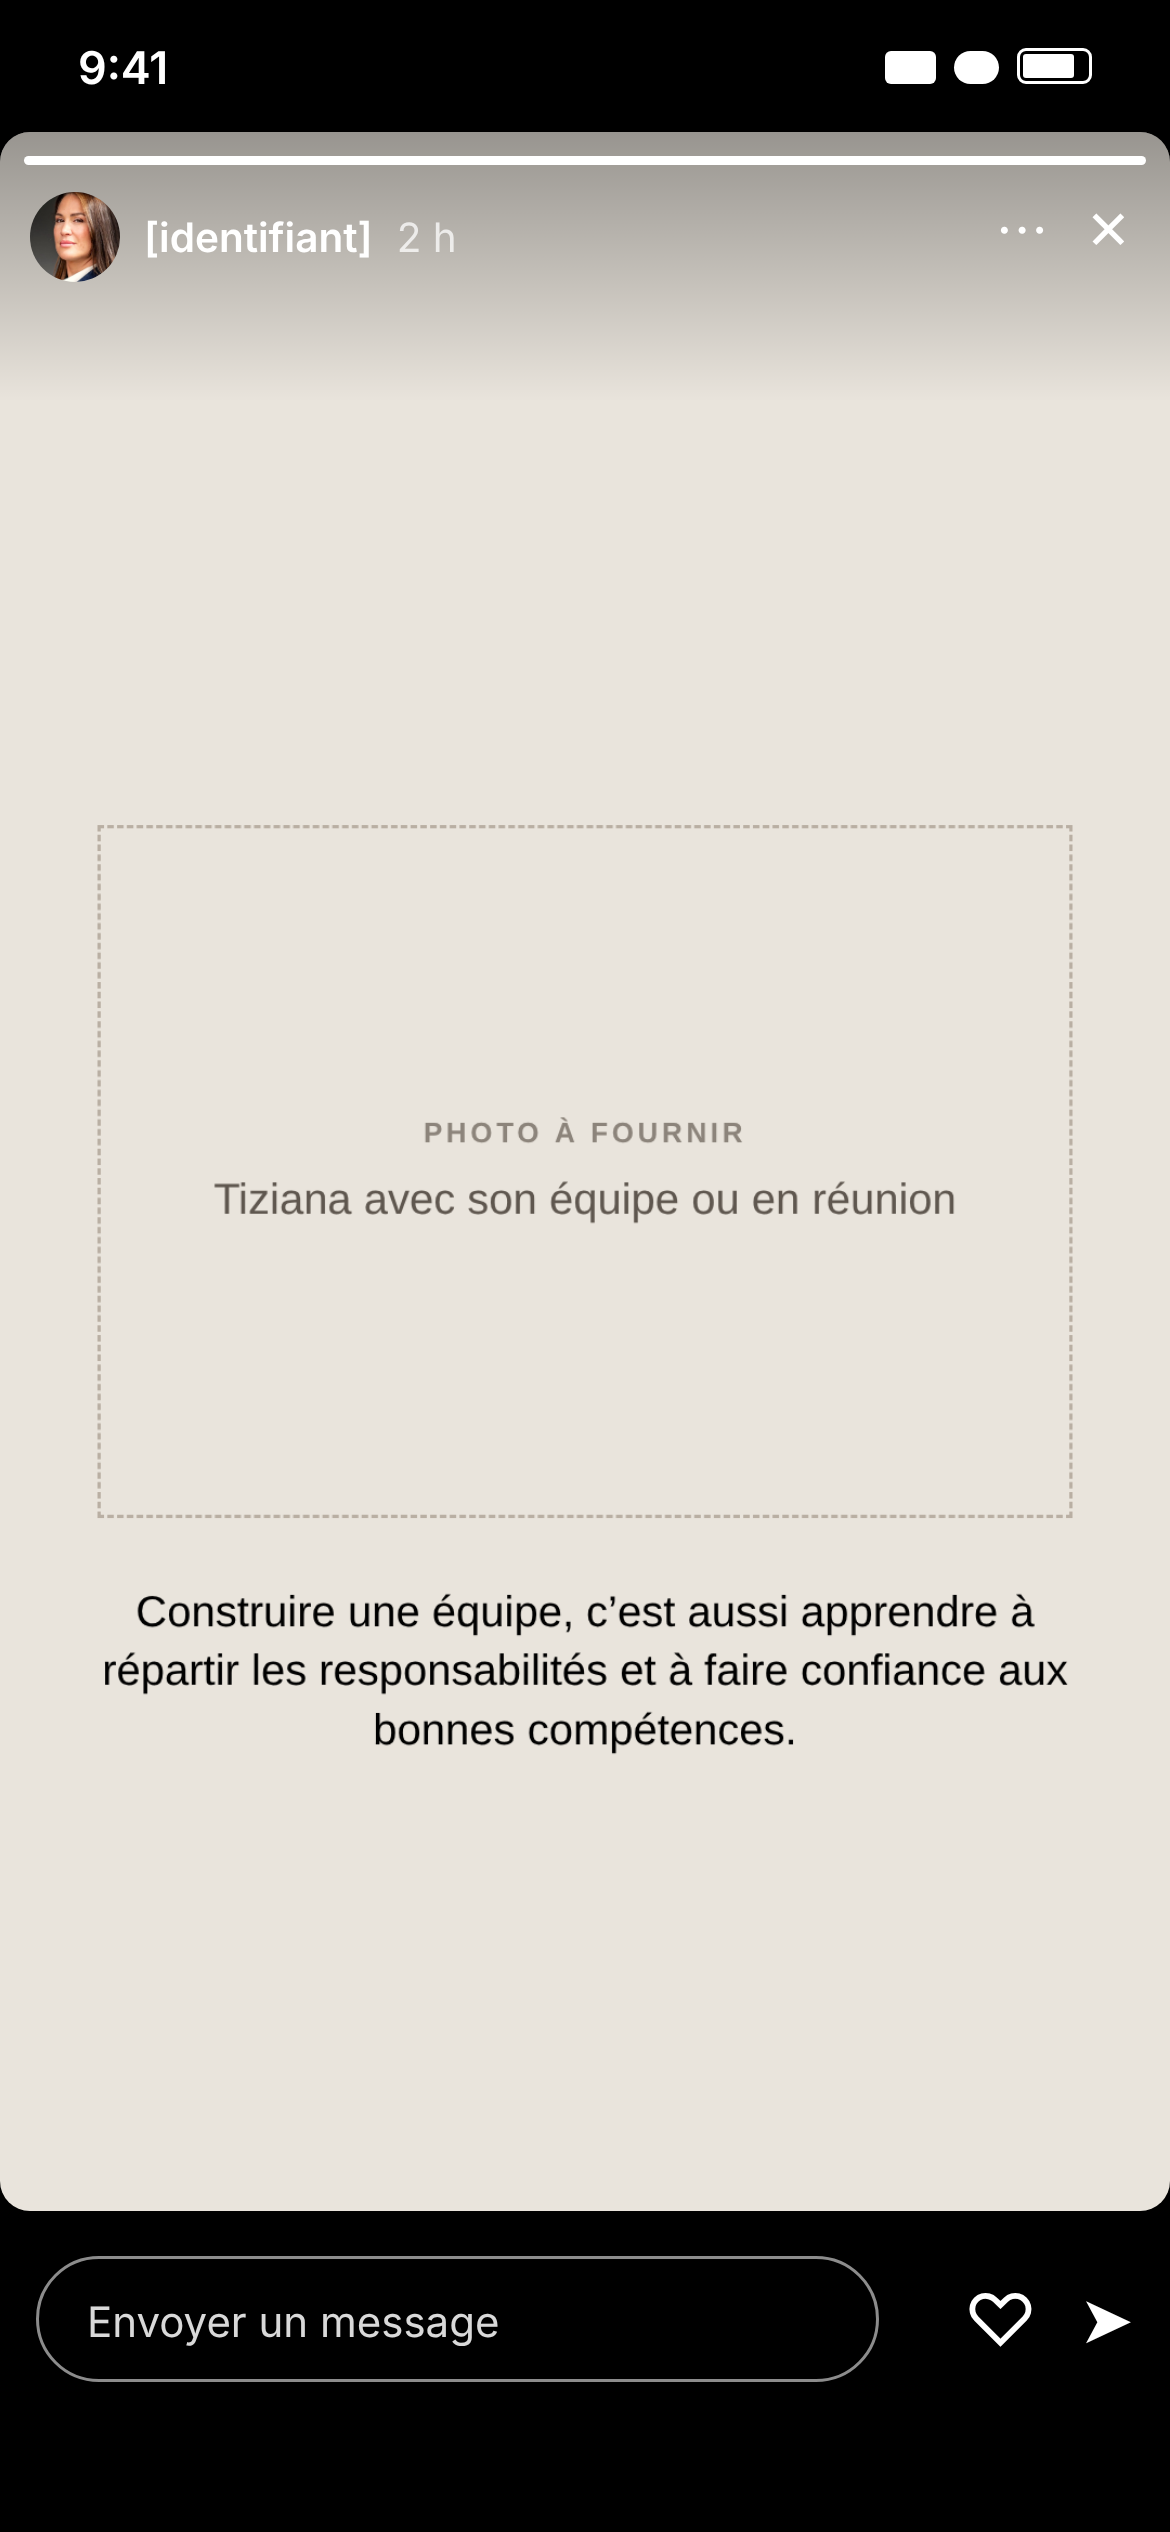 9:41
[identifiant] 2 h
PHOTO À FOURNIR
Tiziana avec son équipe ou en réunion
Construire une équipe, c’est aussi apprendre à
répartir les responsabilités et à faire confiance aux
bonnes compétences.
Envoyer un message